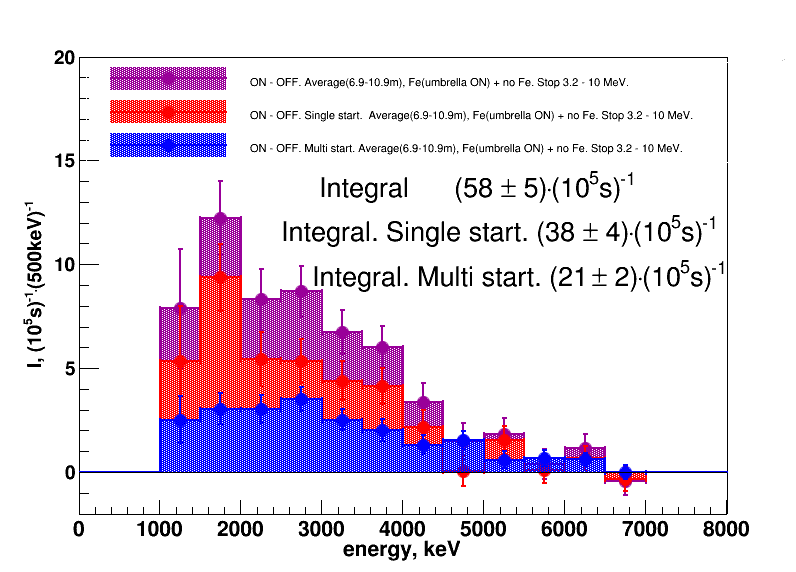 20
ON - OFF. Average(6.9-10.9m), Fe(umbrella ON) + no Fe. Stop 3.2 - 10 MeV.
ON - OFF. Single start. Average(6.9-10.9m), Fe(umbrella ON) + no Fe. Stop 3.2 - 10 MeV.
ON - OFF. Multi start. Average(6.9-10.9m), Fe(umbrella ON) + no Fe. Stop 3.2 - 10 MeV.
15
Integral (58 ± 5)·(10⁵s)⁻¹
Integral. Single start. (38 ± 4)·(10⁵s)⁻¹
Integral. Multi start. (21 ± 2)·(10⁵s)⁻¹
10
I, (10⁵s)⁻¹·(500keV)⁻¹
5
0
0 1000 2000 3000 4000 5000 6000 7000 8000
energy, keV